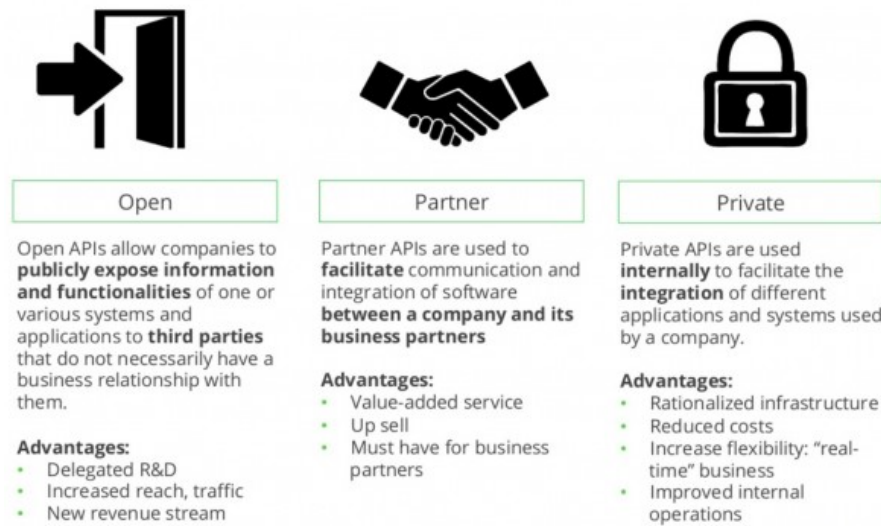 Open
Open APIs allow companies to
publicly expose information
and functionalities of one or
various systems and
applications to third parties
that do not necessarily have a
business relationship with
them.
Advantages:
• Delegated R&D
• Increased reach, traffic
• New revenue stream
Partner
Partner APIs are used to
facilitate communication and
integration of software
between a company and its
business partners
Advantages:
• Value-added service
• Up sell
• Must have for business
partners
Private
Private APIs are used
internally to facilitate the
integration of different
applications and systems used
by a company.
Advantages:
• Rationalized infrastructure
• Reduced costs
• Increase flexibility: “real-
time” business
• Improved internal
operations